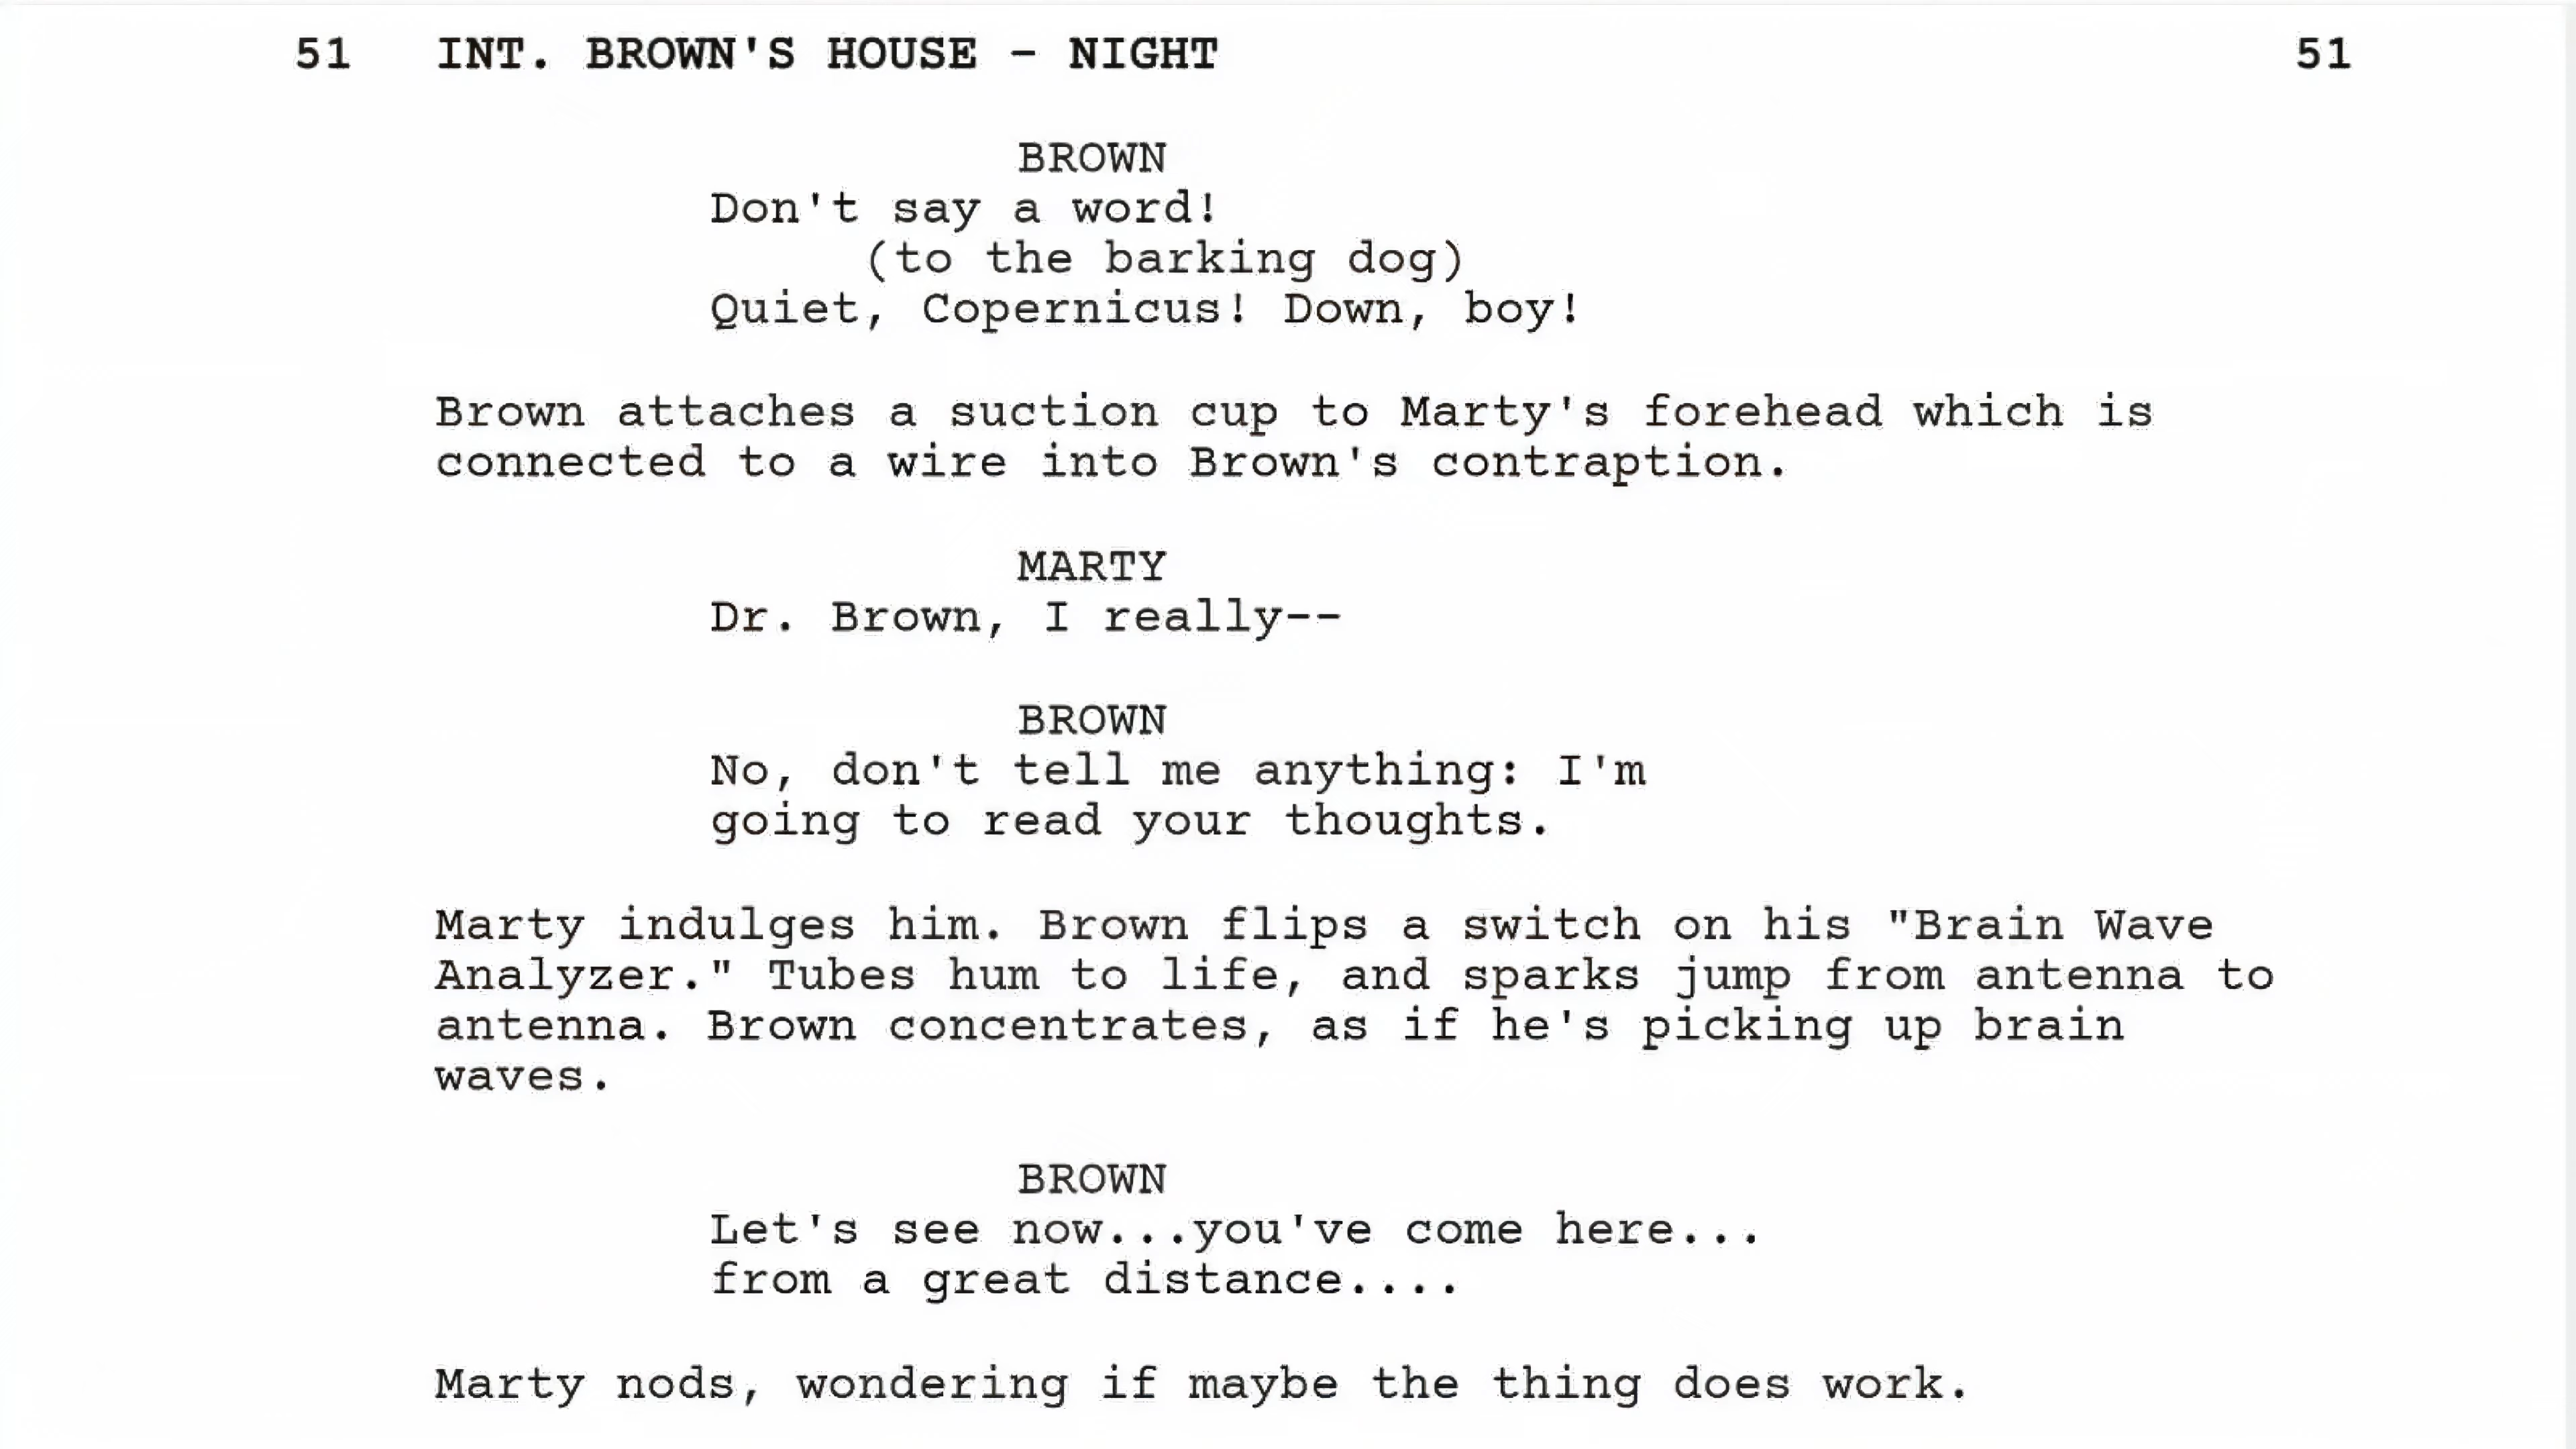 51 INT. BROWN'S HOUSE - NIGHT 51
BROWN
Don't say a word!
(to the barking dog)
Quiet, Copernicus! Down, boy!
Brown attaches a suction cup to Marty's forehead which is
connected to a wire into Brown's contraption.
MARTY
Dr. Brown, I really--
BROWN
No, don't tell me anything: I'm
going to read your thoughts.
Marty indulges him. Brown flips a switch on his "Brain Wave
Analyzer." Tubes hum to life, and sparks jump from antenna to
antenna. Brown concentrates, as if he's picking up brain
waves.
BROWN
Let's see now...you've come here...
from a great distance....
Marty nods, wondering if maybe the thing does work.